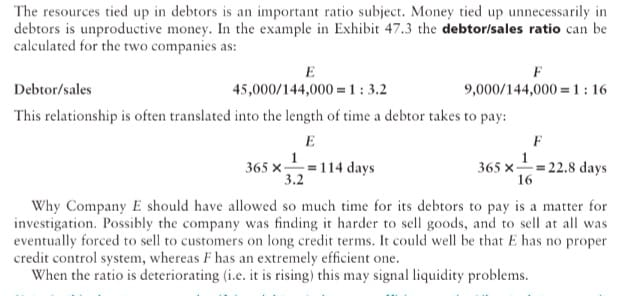 The resources tied up in debtors is an important ratio subject. Money tied up unnecessarily in
debtors is unproductive money. In the example in Exhibit 47.3 the debtor/sales ratio can be
calculated for the two companies as:
E F
Debtor/sales 45,000/144,000 = 1 : 3.2 9,000/144,000 = 1 : 16
This relationship is often translated into the length of time a debtor takes to pay:
E F
365 × 1/3.2 = 114 days 365 × 1/16 = 22.8 days
Why Company E should have allowed so much time for its debtors to pay is a matter for
investigation. Possibly the company was finding it harder to sell goods, and to sell at all was
eventually forced to sell to customers on long credit terms. It could well be that E has no proper
credit control system, whereas F has an extremely efficient one.
When the ratio is deteriorating (i.e. it is rising) this may signal liquidity problems.